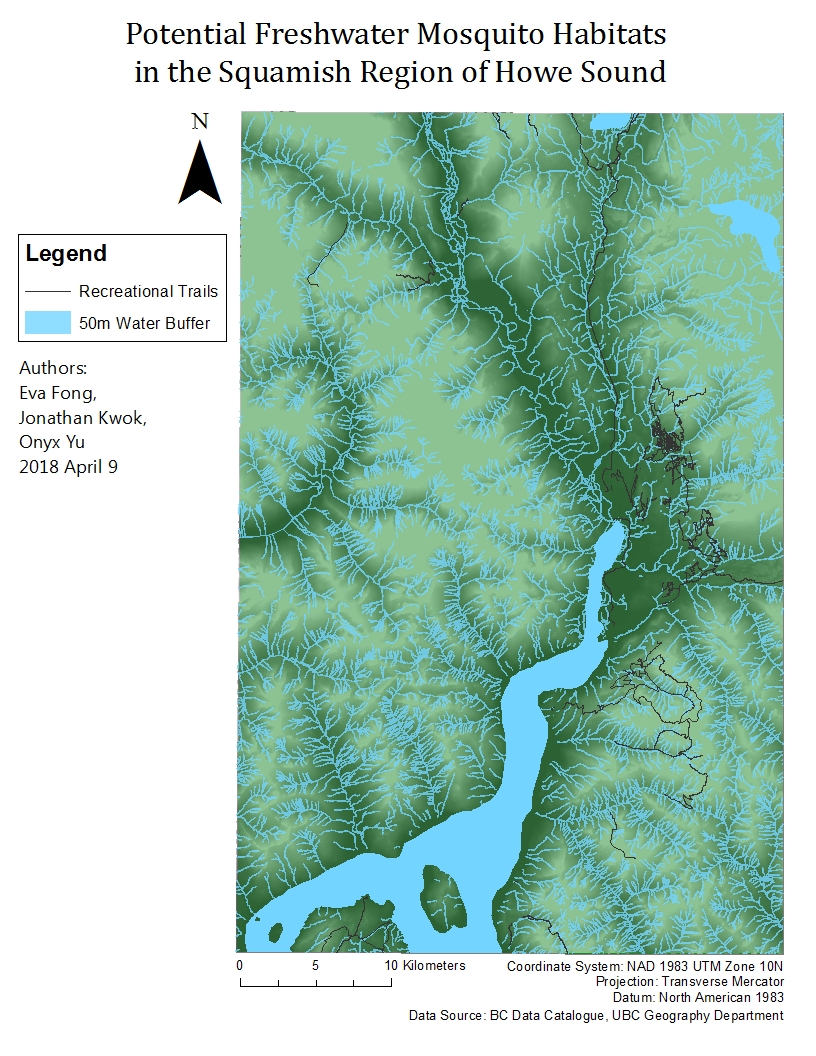 Potential Freshwater Mosquito Habitats
in the Squamish Region of Howe Sound
N
Legend
Recreational Trails
50m Water Buffer
Authors:
Eva Fong,
Jonathan Kwok,
Onyx Yu
2018 April 9
0 5 10 Kilometers
Coordinate System: NAD 1983 UTM Zone 10N
Projection: Transverse Mercator
Datum: North American 1983
Data Source: BC Data Catalogue, UBC Geography Department